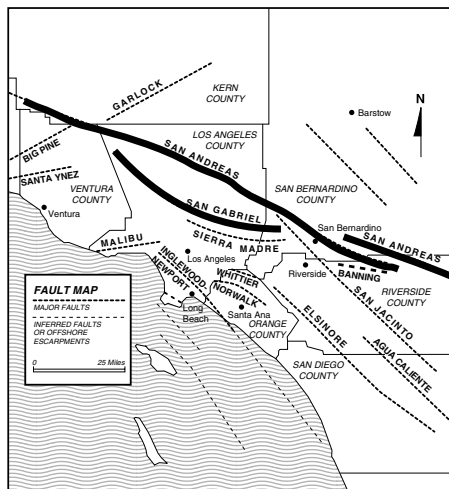 GARLOCK
KERN
COUNTY
Barstow
N
BIG PINE
SAN ANDREAS
LOS ANGELES
COUNTY
SANTA YNEZ
VENTURA
COUNTY
SAN BERNARDINO
COUNTY
Ventura
SAN GABRIEL
SIERRA MADRE
San Bernardino
SAN ANDREAS
MALIBU
Los Angeles
Riverside
BANNING
INGLEWOOD-
NEWPORT
WHITTIER
NORWALK
RIVERSIDE
COUNTY
SAN JACINTO
Long
Beach
Santa Ana
ORANGE
COUNTY
ELSINORE
AGUA CALIENTE
SAN DIEGO
COUNTY
FAULT MAP
MAJOR FAULTS
INFERRED FAULTS
OR OFFSHORE
ESCARPMENTS
0 25 Miles